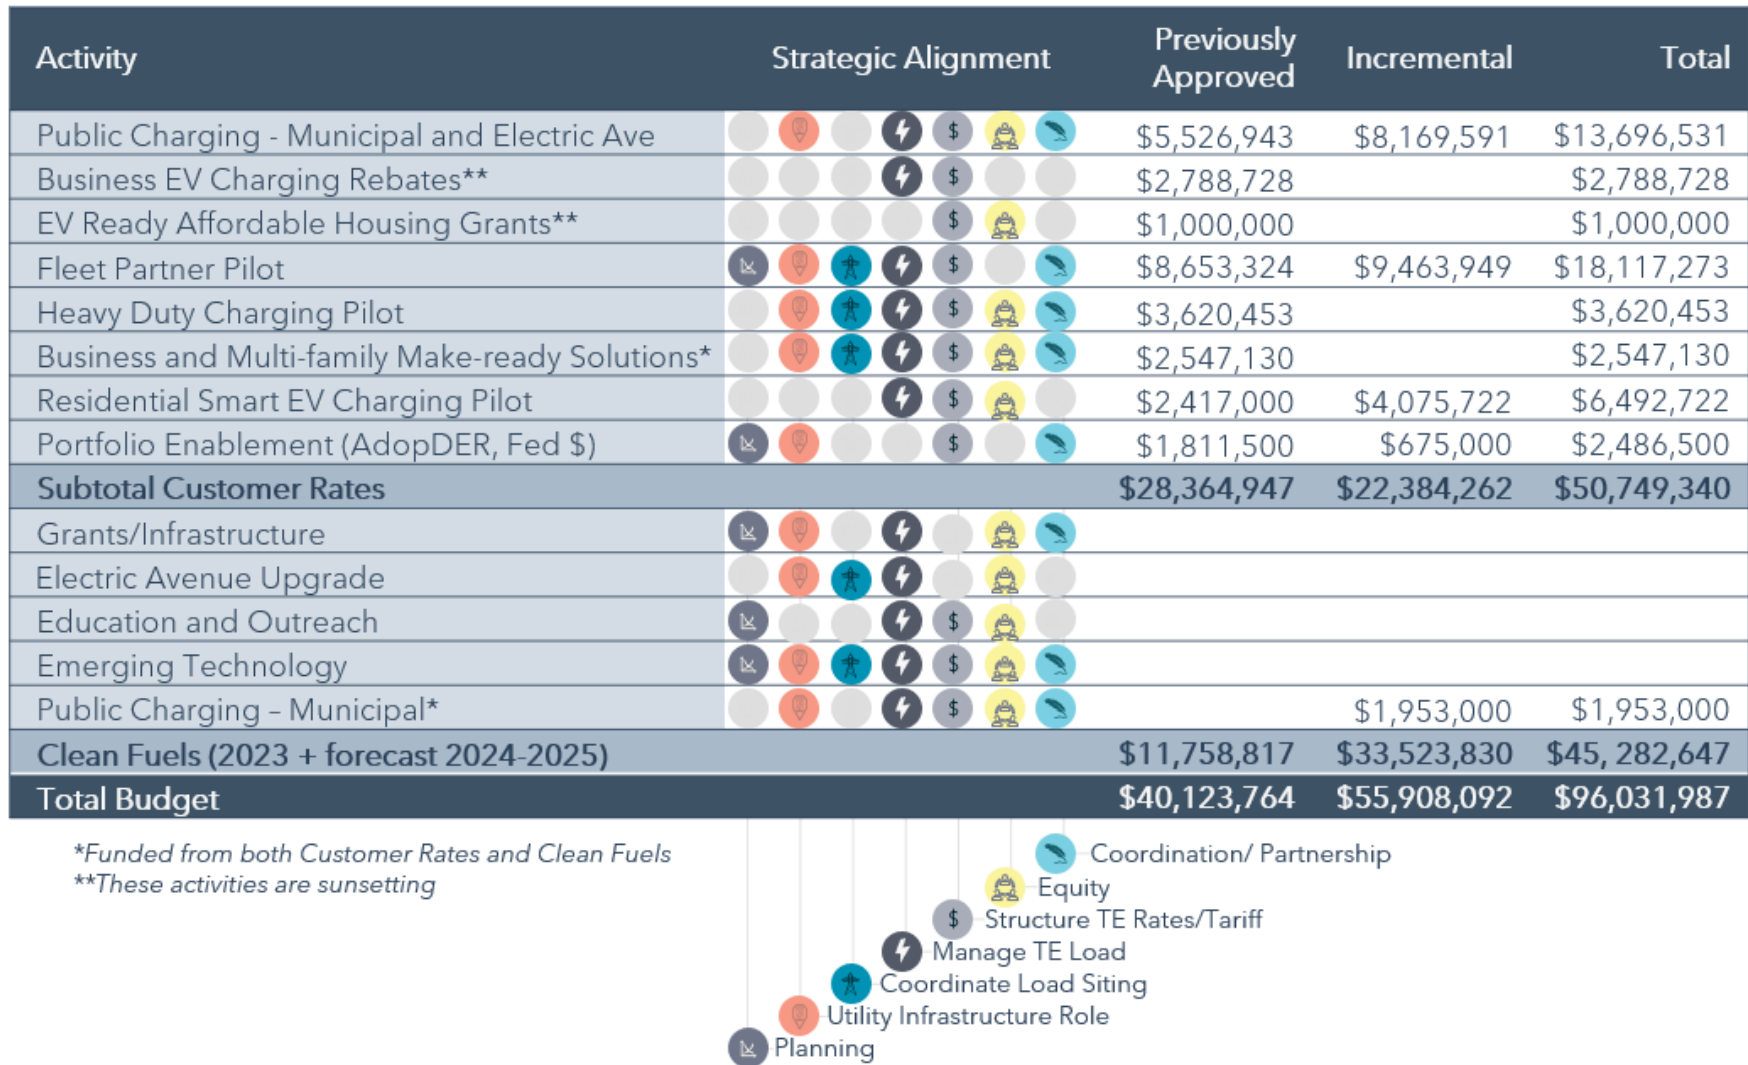 Activity Strategic Alignment Previously Approved Incremental Total
Public Charging - Municipal and Electric Ave $ $5,526,943 $8,169,591 $13,696,531
Business EV Charging Rebates** $ $2,788,728 $2,788,728
EV Ready Affordable Housing Grants** $ $1,000,000 $1,000,000
Fleet Partner Pilot $ $8,653,324 $9,463,949 $18,117,273
Heavy Duty Charging Pilot $ $3,620,453 $3,620,453
Business and Multi-family Make-ready Solutions* $ $2,547,130 $2,547,130
Residential Smart EV Charging Pilot $ $2,417,000 $4,075,722 $6,492,722
Portfolio Enablement (AdopDER, Fed $) $ $1,811,500 $675,000 $2,486,500
Subtotal Customer Rates $28,364,947 $22,384,262 $50,749,340
Grants/Infrastructure
Electric Avenue Upgrade
Education and Outreach $
Emerging Technology $
Public Charging – Municipal* $ $1,953,000 $1,953,000
Clean Fuels (2023 + forecast 2024-2025) $11,758,817 $33,523,830 $45, 282,647
Total Budget $40,123,764 $55,908,092 $96,031,987
*Funded from both Customer Rates and Clean Fuels
**These activities are sunsetting
Coordination/ Partnership
Equity
$ Structure TE Rates/Tariff
Manage TE Load
Coordinate Load Siting
Utility Infrastructure Role
Planning